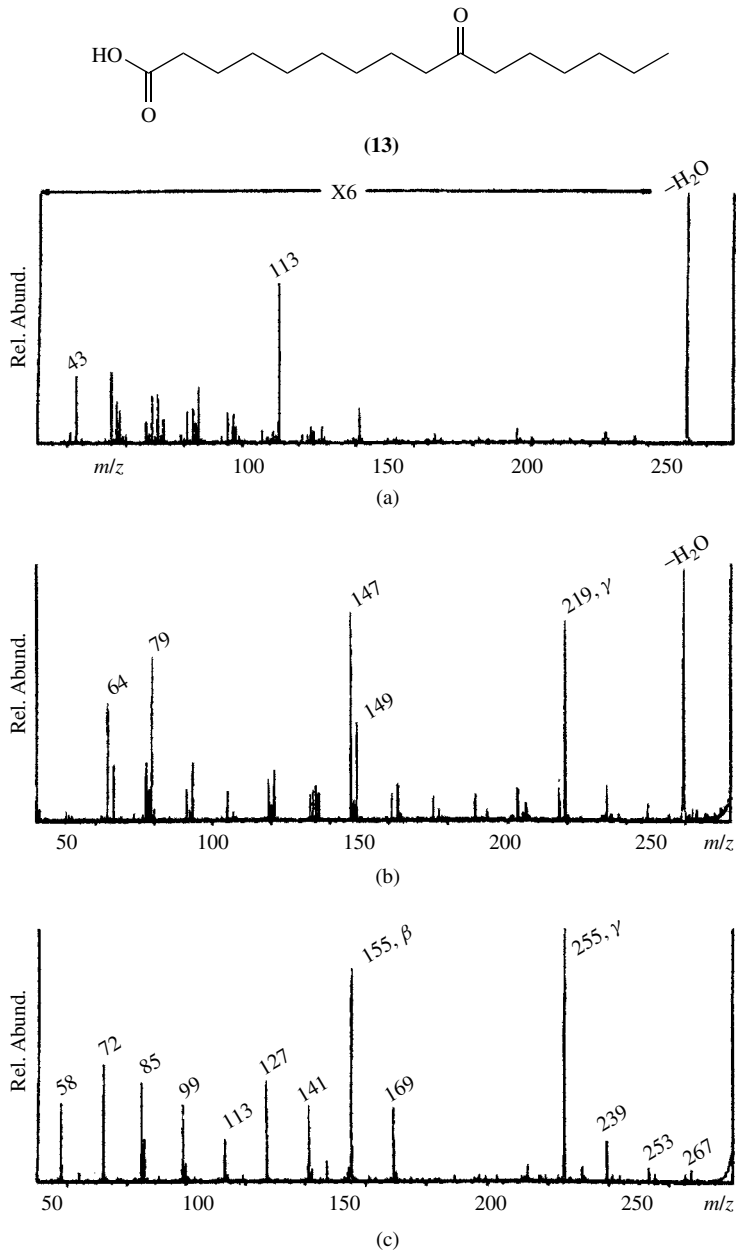 HO
O
O
(13)
X6
–H₂O
113
43
Rel. Abund.
m/z 100 150 200 250
(a)
–H₂O
147
219, γ
79
64
149
Rel. Abund.
50 100 150 200 250 m/z
(b)
155, β
255, γ
72
58
85
99
113
127
141
169
239
253
267
Rel. Abund.
50 100 150 200 250 m/z
(c)